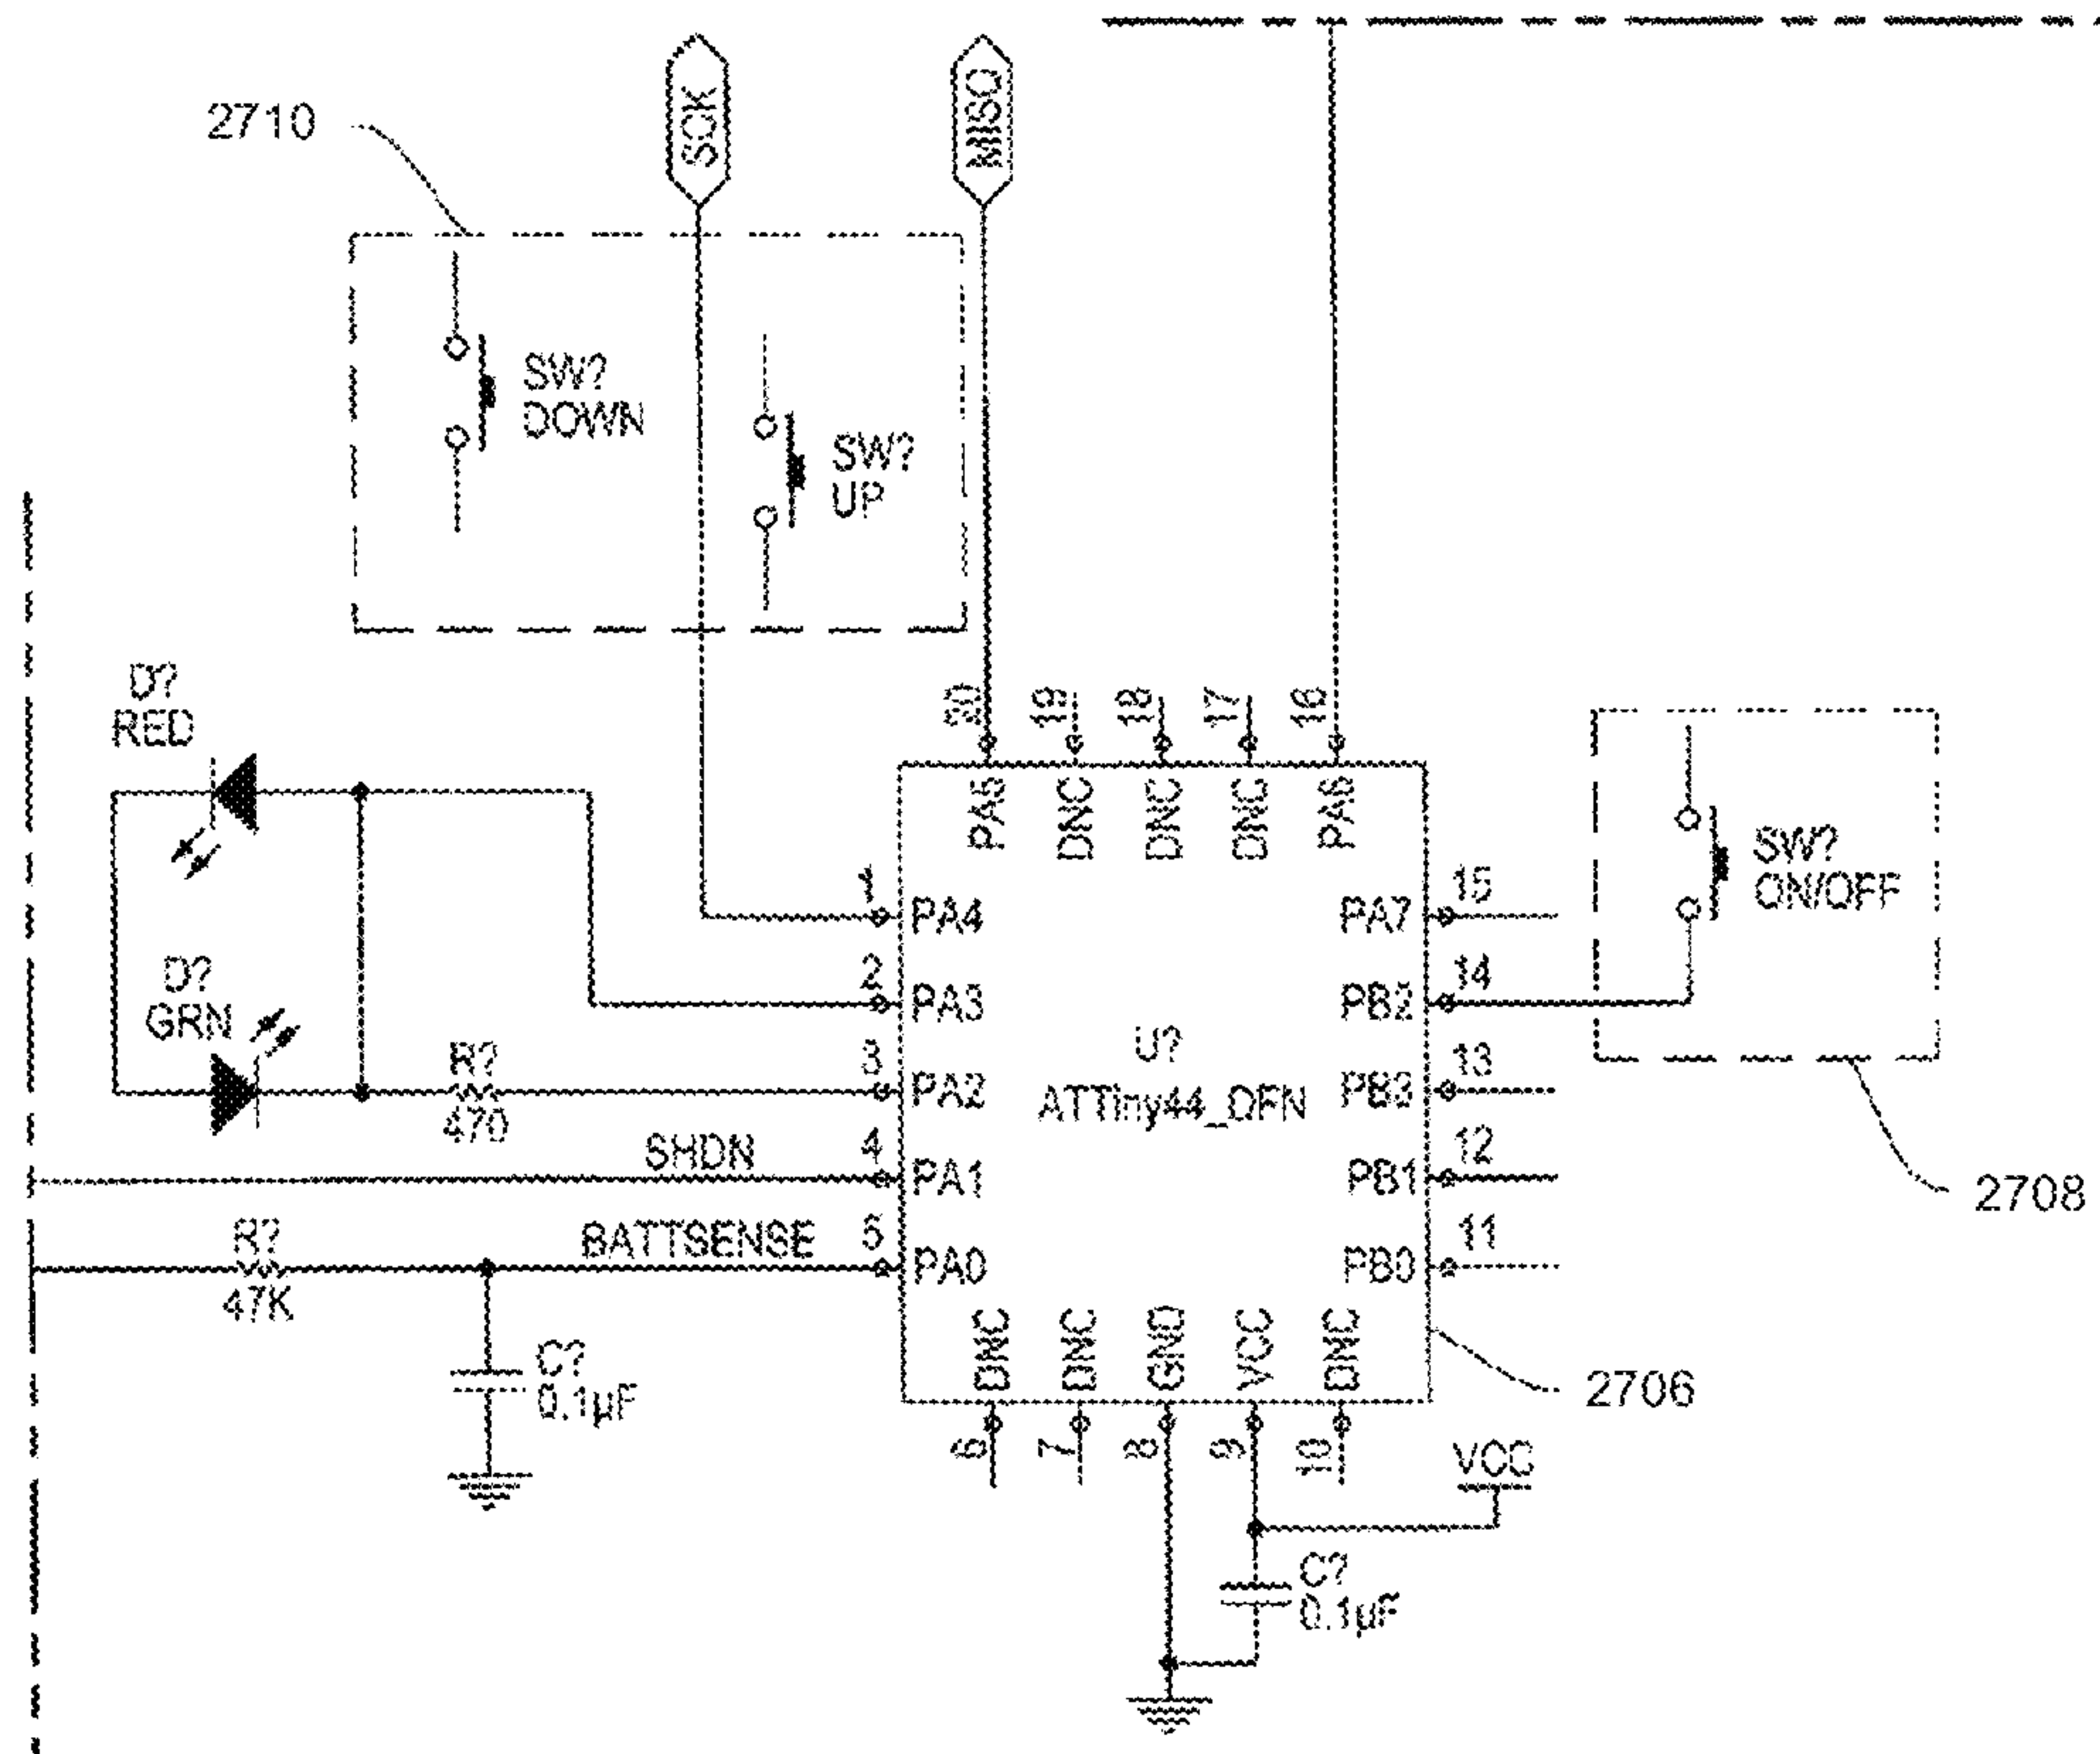 2710
SCK
MISO
SW?
DOWN
SW?
UP
D?
RED
D?
GRN
R?
470
SHDN
BATTSENSE
R?
47K
C?
0.1µF
20
19
18
17
16
PA5
DNC
DNC
DNC
PA6
1
PA4
2
PA3
3
PA2
4
PA1
5
PA0
U?
ATTiny44_DFN
15
PA7
14
PB2
13
PB3
12
PB1
11
PB0
SW?
ON/OFF
2708
DNC
DNC
GND
VCC
DNC
6
7
8
9
10
2706
VCC
C?
0.1µF